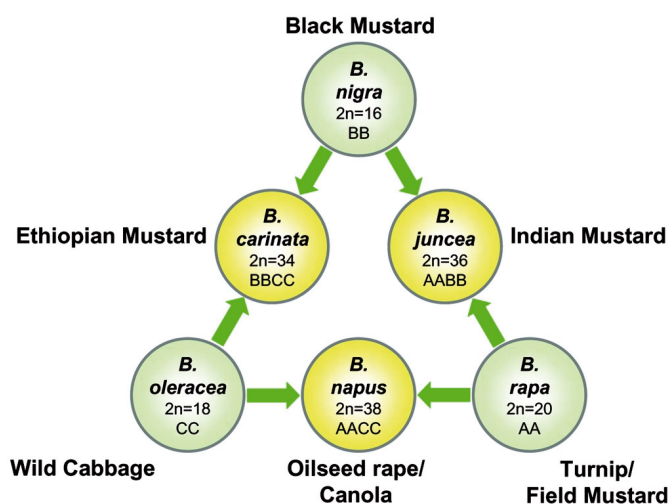 Black Mustard
B.
nigra
2n=16
BB
Ethiopian Mustard
B.
carinata
2n=34
BBCC
B.
juncea
2n=36
AABB
Indian Mustard
B.
oleracea
2n=18
CC
Wild Cabbage
B.
napus
2n=38
AACC
Oilseed rape/
Canola
B.
rapa
2n=20
AA
Turnip/
Field Mustard